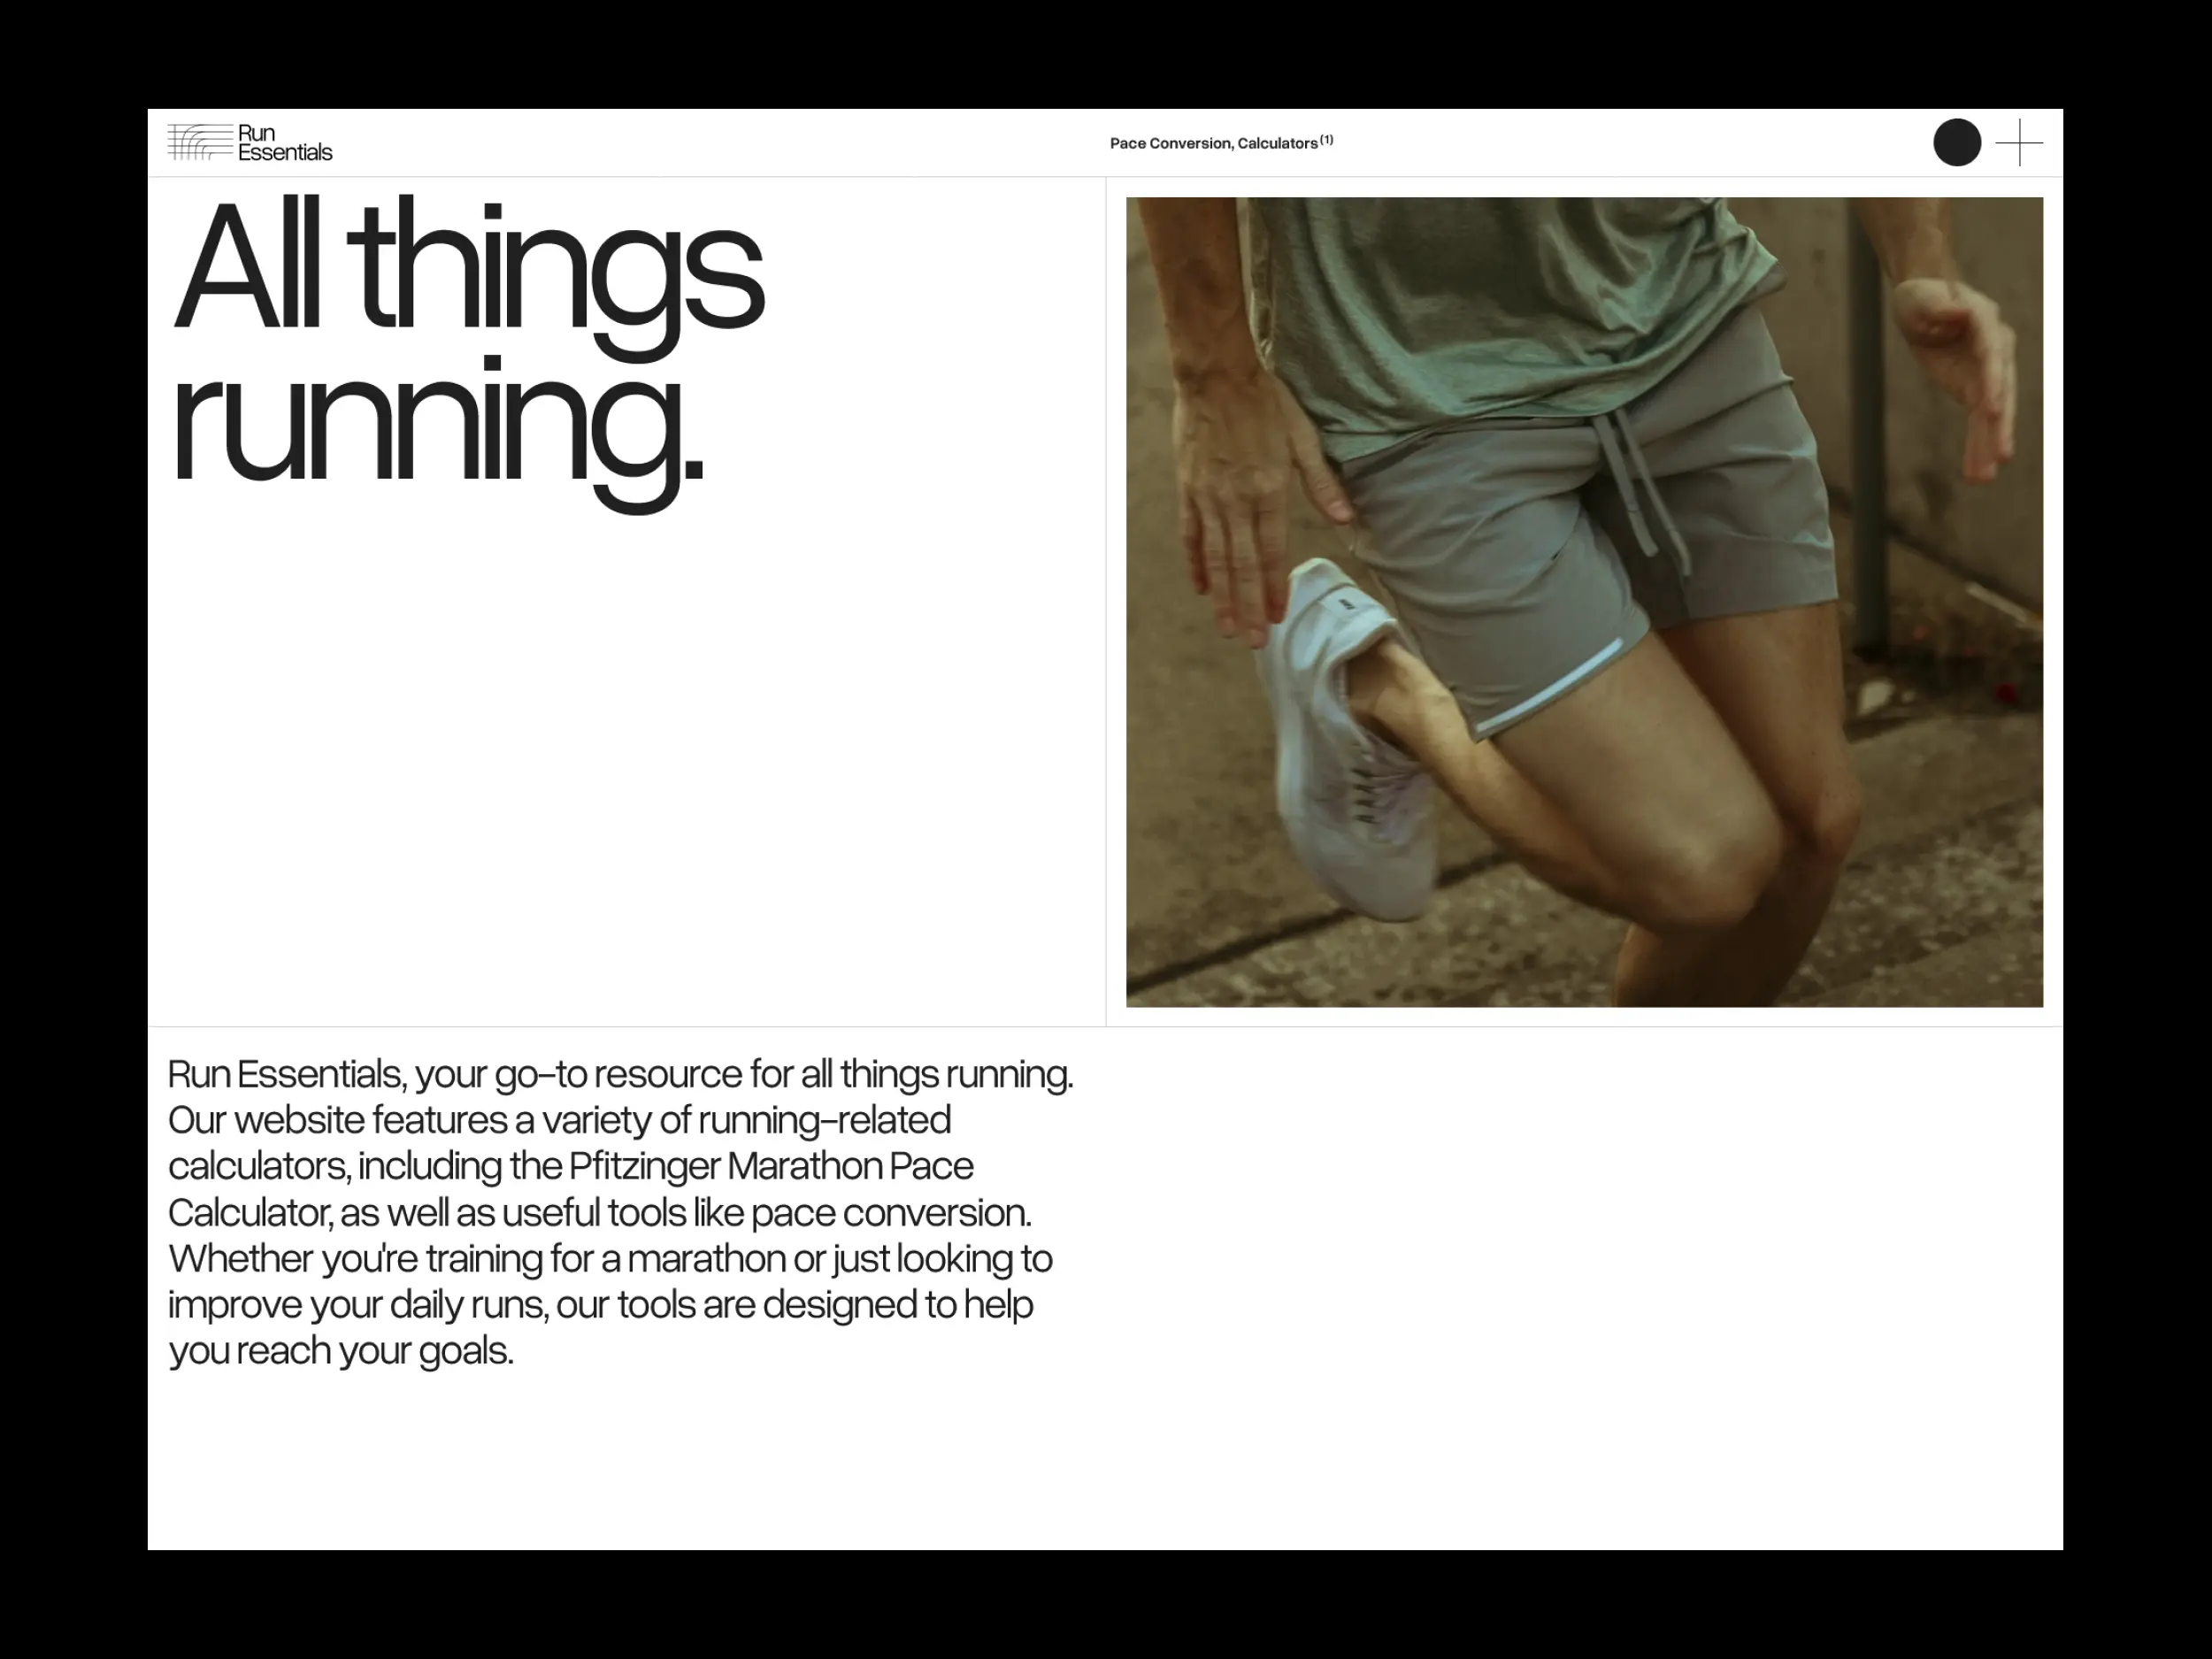 Run
Essentials
Pace Conversion, Calculators(1)
All things
running.
Run Essentials, your go–to resource for all things running.
Our website features a variety of running–related
calculators, including the Pfitzinger Marathon Pace
Calculator, as well as useful tools like pace conversion.
Whether you're training for a marathon or just looking to
improve your daily runs, our tools are designed to help
you reach your goals.